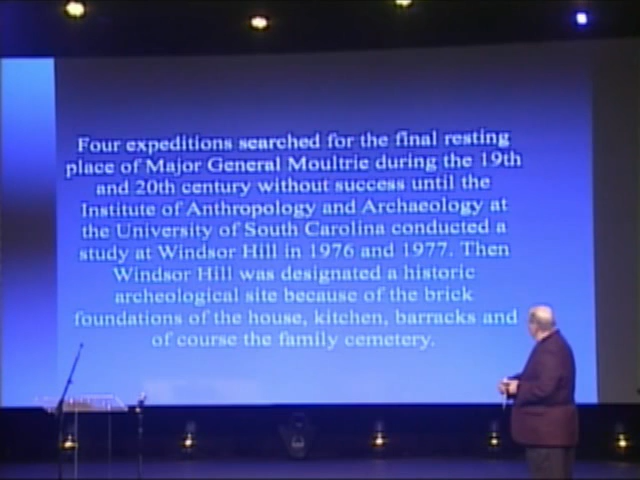 Four expeditions searched for the final resting
place of Major General Moultrie during the 19th
and 20th century without success until the
Institute of Anthropology and Archaeology at
the University of South Carolina conducted a
study at Windsor Hill in 1976 and 1977. Then
Windsor Hill was designated a historic
archeological site because of the brick
foundations of the house, kitchen, barracks and
of course the family cemetery.